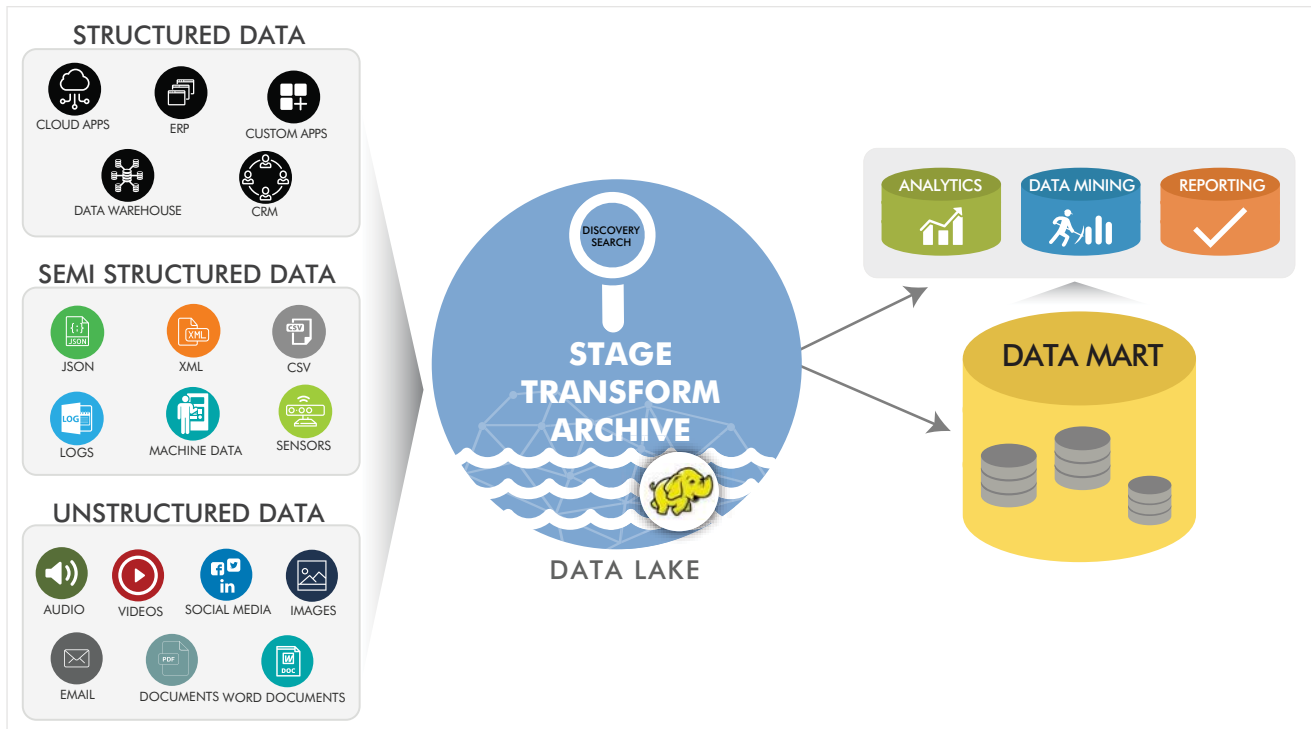 STRUCTURED DATA
CLOUD APPS
ERP
CUSTOM APPS
DATA WAREHOUSE
CRM
SEMI STRUCTURED DATA
{;}
JSON
JSON
XML
XML
CSV
CSV
LOG
LOGS
MACHINE DATA
SENSORS
UNSTRUCTURED DATA
AUDIO
VIDEOS
in
SOCIAL MEDIA
IMAGES
EMAIL
PDF
DOCUMENTS
W
DOC
WORD DOCUMENTS
DISCOVERY
SEARCH
STAGE
TRANSFORM
ARCHIVE
DATA LAKE
ANALYTICS
DATA MINING
REPORTING
DATA MART